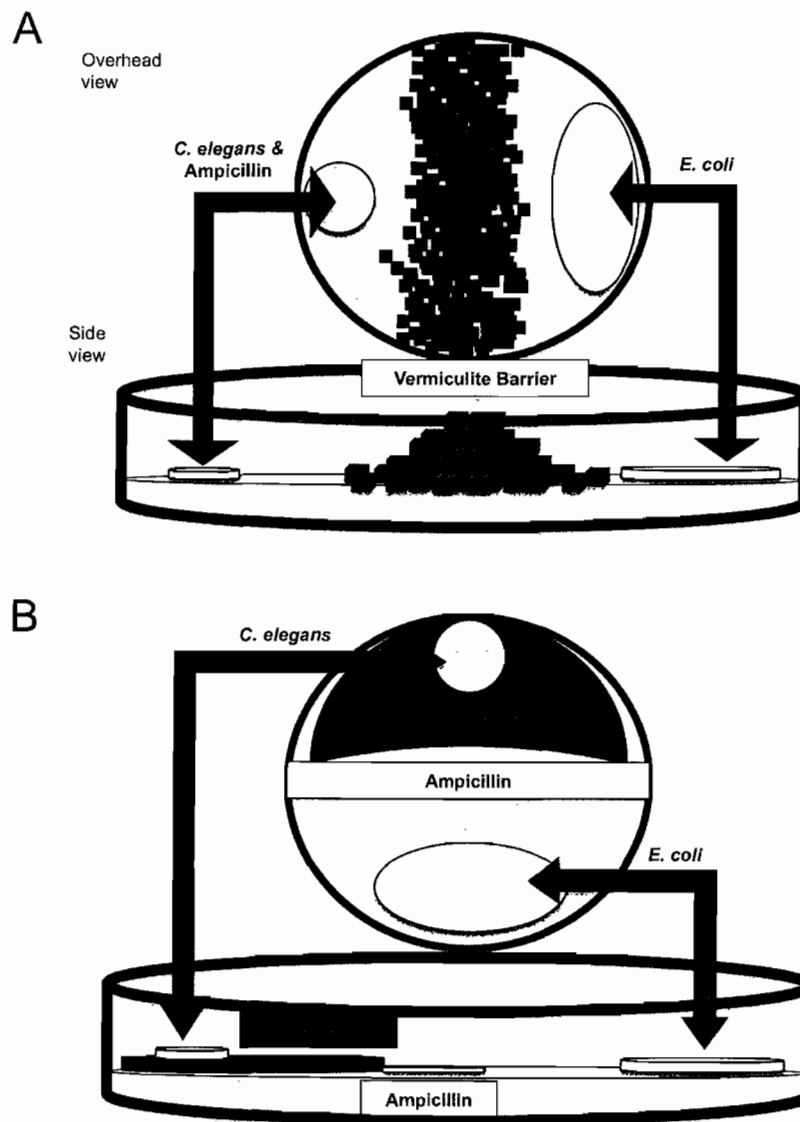 A
Overhead
view
C. elegans &
Ampicillin
E. coli
Side
view
Vermiculite Barrier
B
C. elegans
Ampicillin
E. coli
Ampicillin